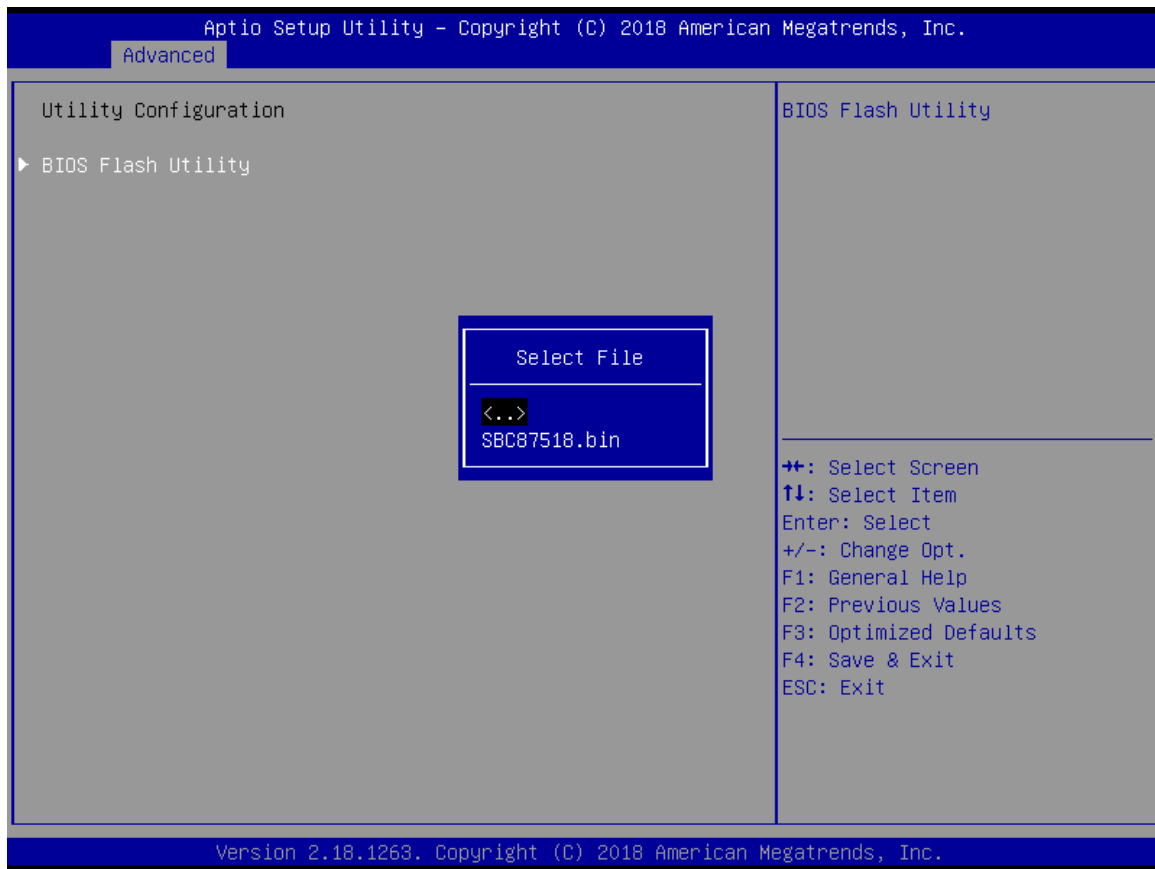 Aptio Setup Utility – Copyright (C) 2018 American Megatrends, Inc.
Advanced
Utility Configuration
BIOS Flash Utility
Select File
<..>
SBC87518.bin
BIOS Flash Utility
→←: Select Screen
↑↓: Select Item
Enter: Select
+/-: Change Opt.
F1: General Help
F2: Previous Values
F3: Optimized Defaults
F4: Save & Exit
ESC: Exit
Version 2.18.1263. Copyright (C) 2018 American Megatrends, Inc.